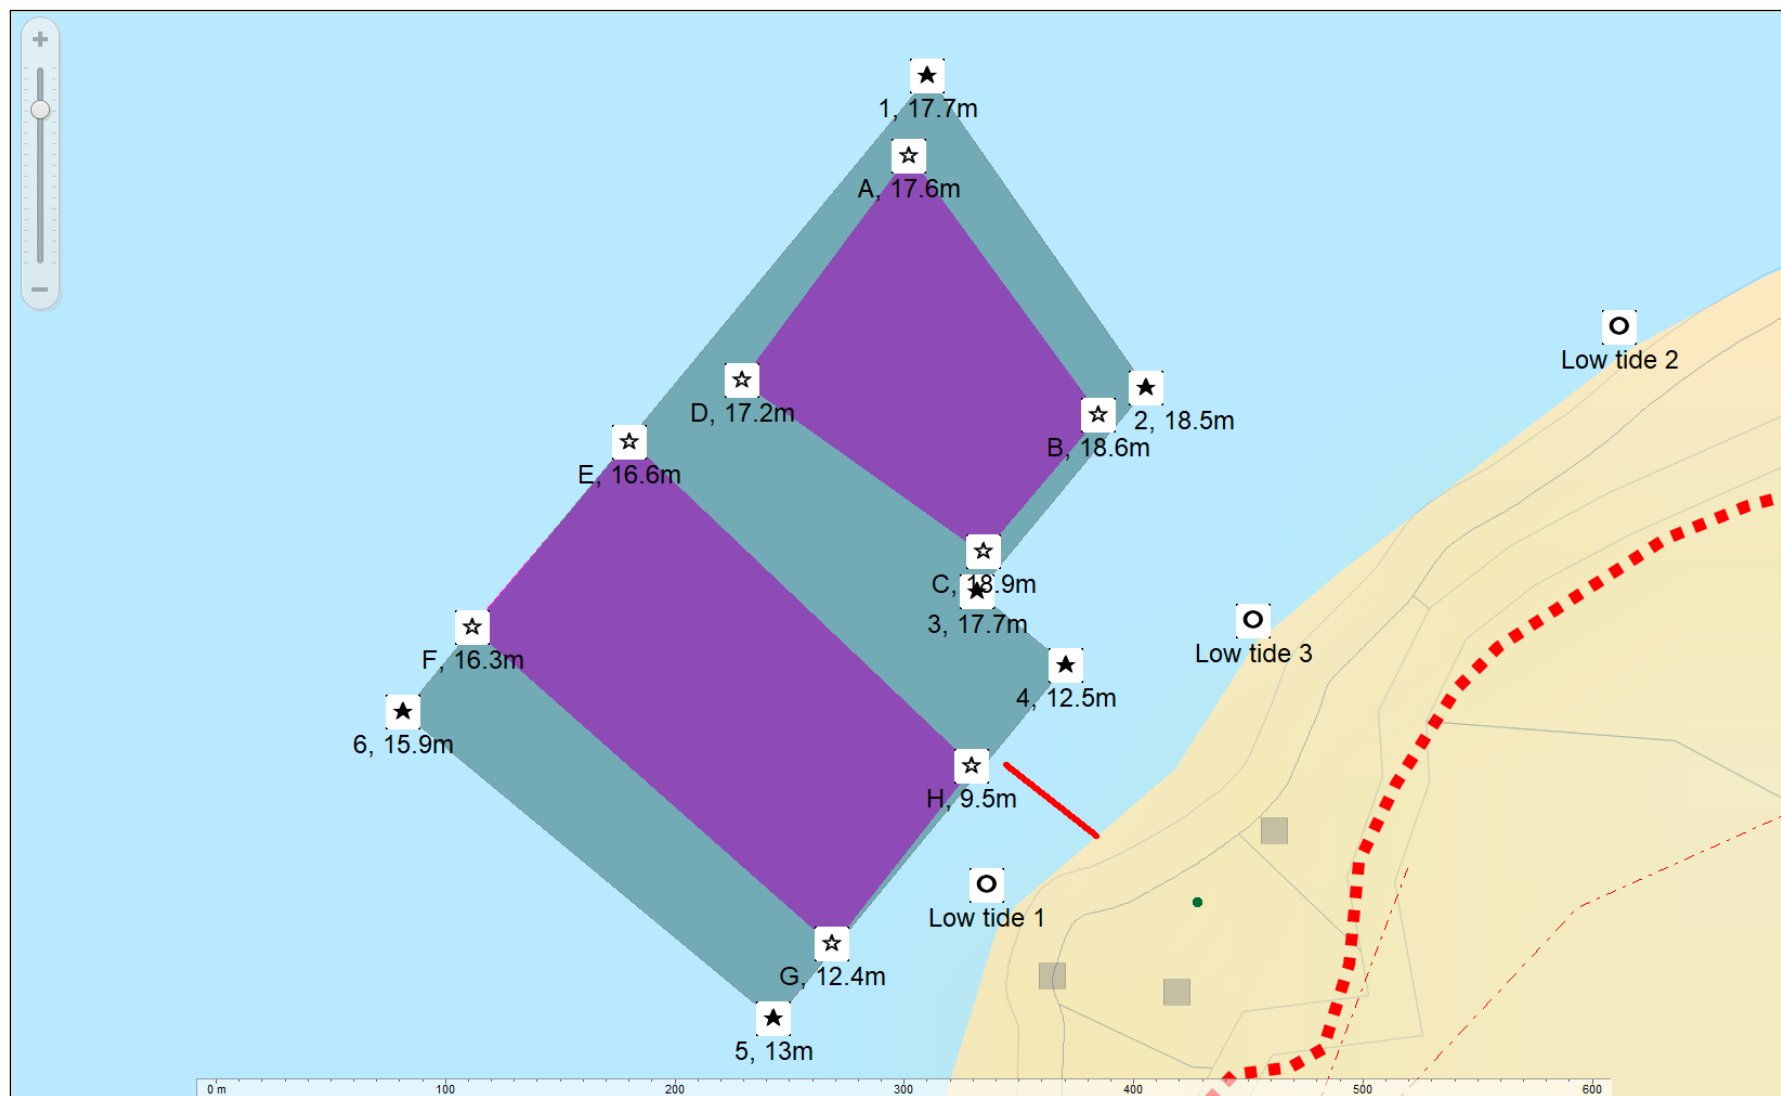 1, 17.7m
A, 17.6m
Low tide 2
D, 17.2m
2, 18.5m
B, 18.6m
E, 16.6m
C, 18.9m
3, 17.7m
Low tide 3
F, 16.3m
4, 12.5m
6, 15.9m
H, 9.5m
Low tide 1
G, 12.4m
5, 13m
0 m 100 200 300 400 500 600